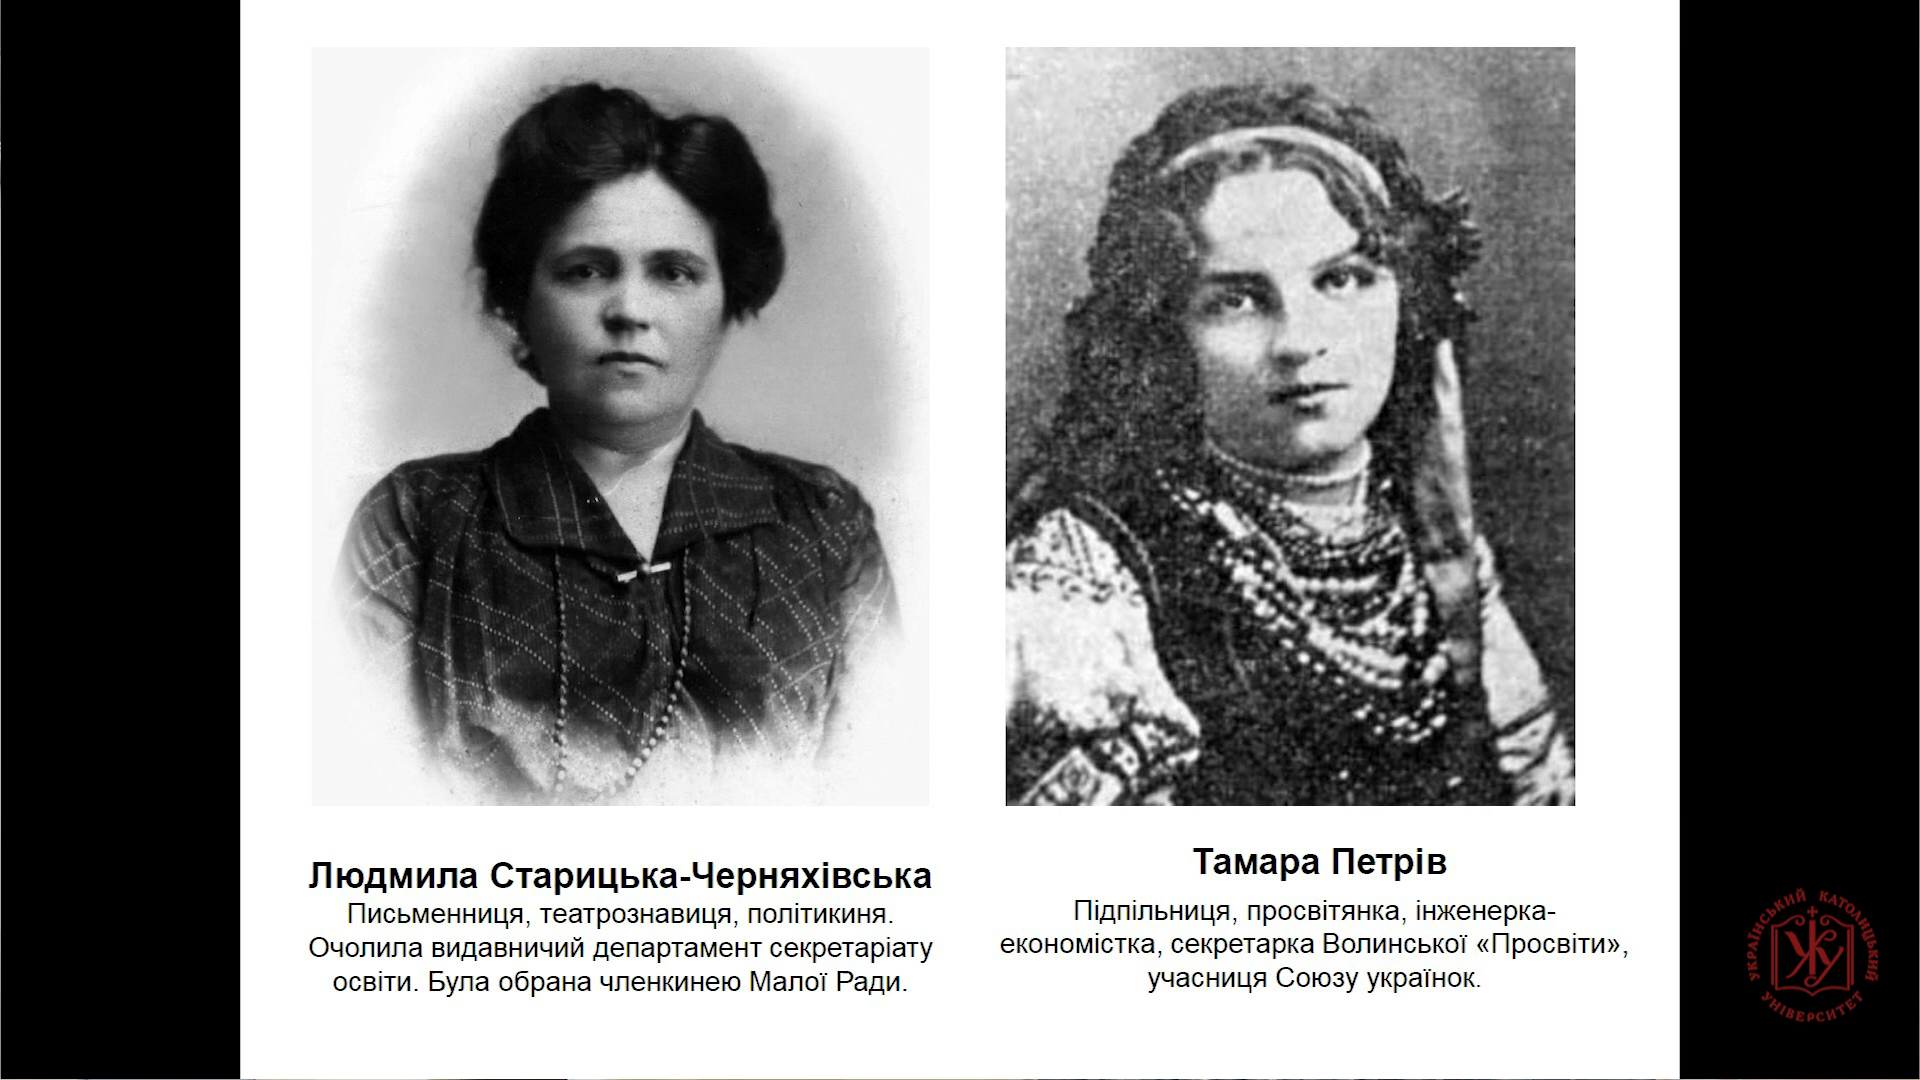 Людмила Старицька-Черняхівська
Письменниця, театрознавиця, політикиня.
Очолила видавничий департамент секретаріату
освіти. Була обрана членкинею Малої Ради.
Тамара Петрів
Підпільниця, просвітянка, інженерка-
економістка, секретарка Волинської «Просвіти»,
учасниця Союзу українок.
УКРАЇНСЬКИЙ КАТОЛИЦЬКИЙ
УНІВЕРСИТЕТ